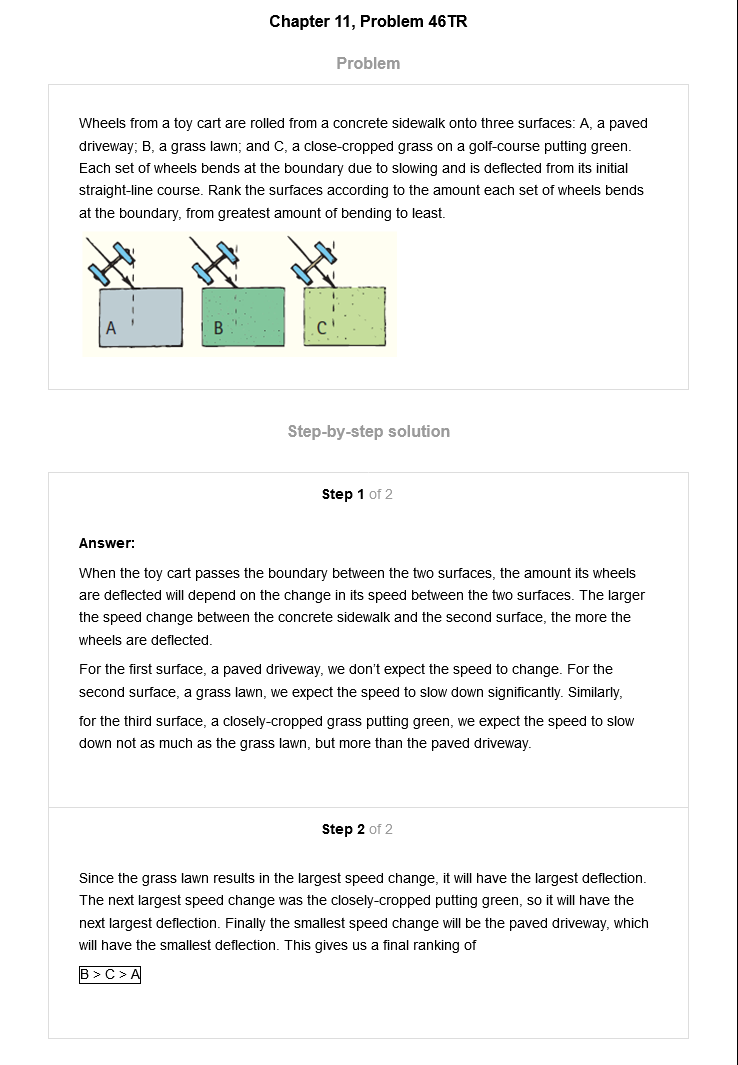 Chapter 11, Problem 46TR
Problem
Wheels from a toy cart are rolled from a concrete sidewalk onto three surfaces: A, a paved
driveway; B, a grass lawn; and C, a close-cropped grass on a golf-course putting green.
Each set of wheels bends at the boundary due to slowing and is deflected from its initial
straight-line course. Rank the surfaces according to the amount each set of wheels bends
at the boundary, from greatest amount of bending to least.
A B C
Step-by-step solution
Step 1 of 2
Answer:
When the toy cart passes the boundary between the two surfaces, the amount its wheels
are deflected will depend on the change in its speed between the two surfaces. The larger
the speed change between the concrete sidewalk and the second surface, the more the
wheels are deflected.
For the first surface, a paved driveway, we don't expect the speed to change. For the
second surface, a grass lawn, we expect the speed to slow down significantly. Similarly,
for the third surface, a closely-cropped grass putting green, we expect the speed to slow
down not as much as the grass lawn, but more than the paved driveway.
Step 2 of 2
Since the grass lawn results in the largest speed change, it will have the largest deflection.
The next largest speed change was the closely-cropped putting green, so it will have the
next largest deflection. Finally the smallest speed change will be the paved driveway, which
will have the smallest deflection. This gives us a final ranking of
B > C > A